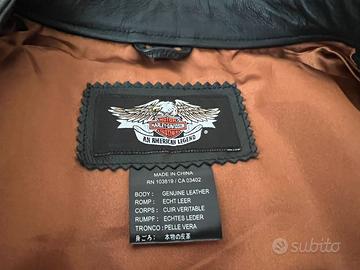 HARLEY-DAVIDSON
AN AMERICAN LEGEND
MADE IN CHINA
RN 103819 / CA 03402
BODY : GENUINE LEATHER
ROMP : ECHT LEER
CORPS : CUIR VERITABLE
RUMPF : ECHTES LEDER
TRONCO : PELLE VERA
身ごろ : 本物の皮革
subito